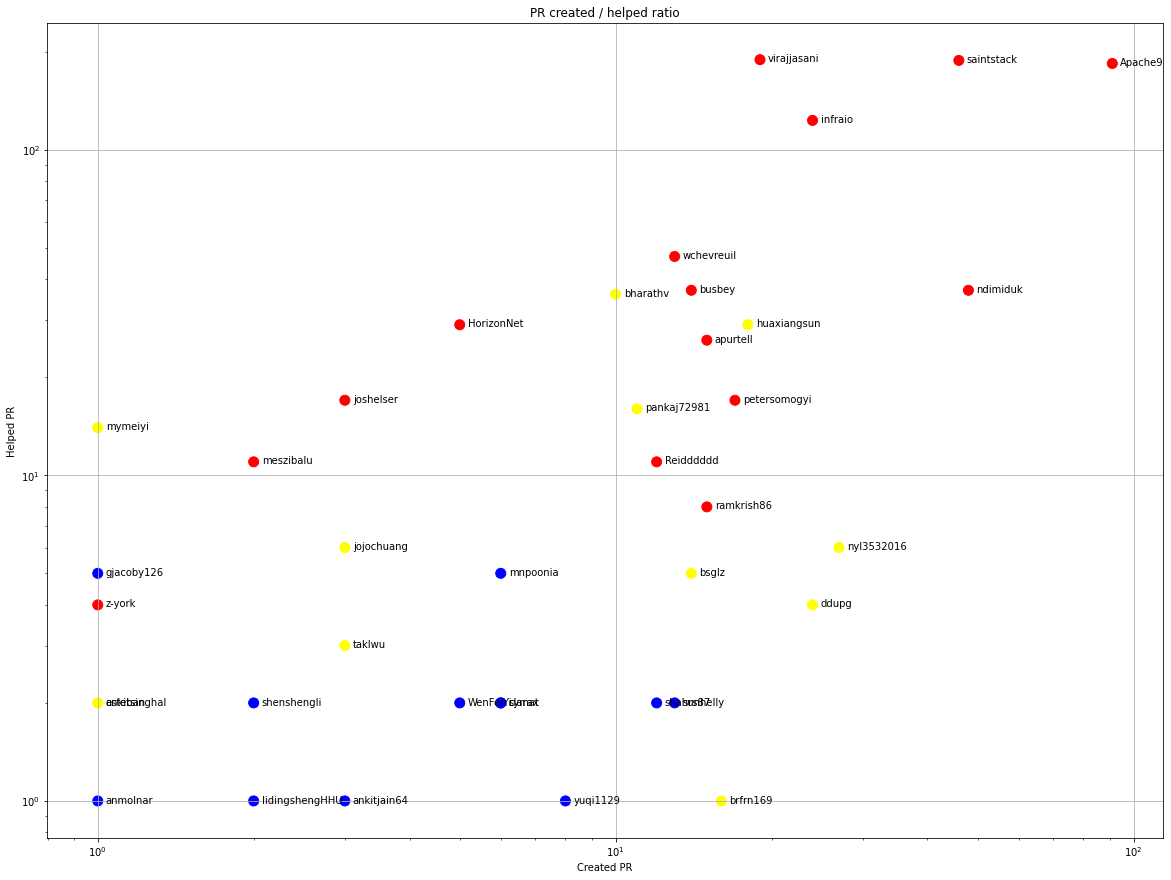 PR created / helped ratio
virajjasani
saintstack
Apache9
infraio
10²
wchevreuil
bharathv
busbey
ndimiduk
HorizonNet
huaxiangsun
apurtell
joshelser
petersomogyi
pankaj72981
mymeiyi
Helped PR
meszibalu
Reidddddd
10¹
ramkrish86
jojochuang
nyl3532016
gjacoby126
mnpoonia
bsglz
z-york
ddupg
taklwu
shenshengli
anmolnar
lidingshengHHU
ankitjain64
yuqi1129
brfrn169
10⁰
10⁰
10¹
10²
Created PR